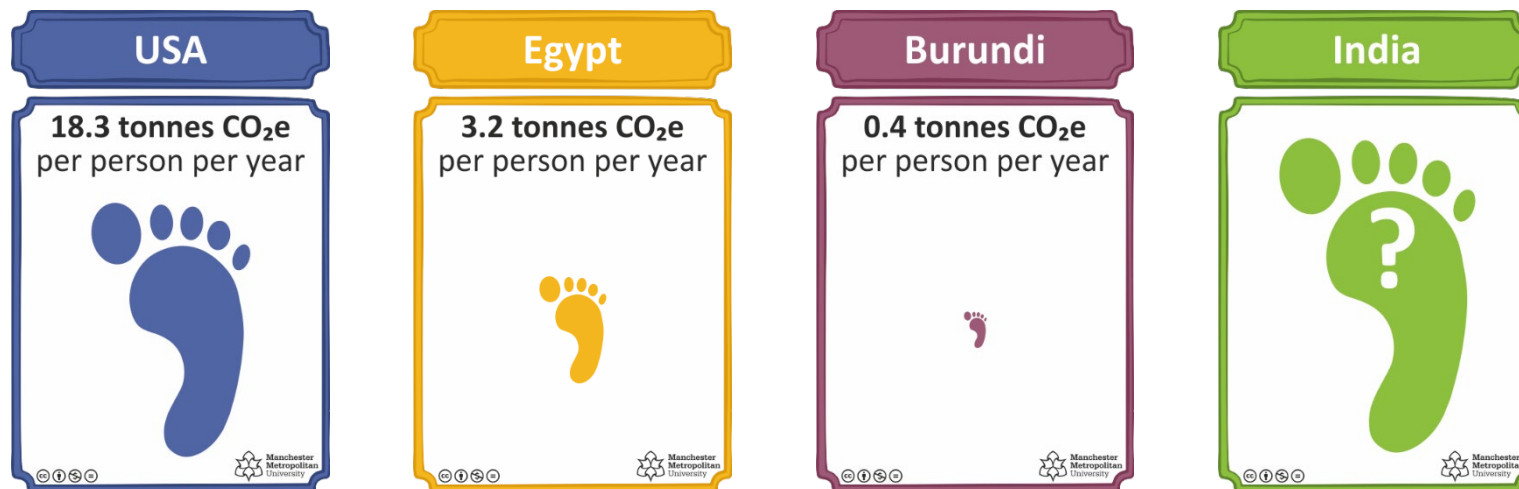 USA
18.3 tonnes CO₂e
per person per year
Manchester
Metropolitan
University
Egypt
3.2 tonnes CO₂e
per person per year
Manchester
Metropolitan
University
Burundi
0.4 tonnes CO₂e
per person per year
Manchester
Metropolitan
University
India
?
Manchester
Metropolitan
University